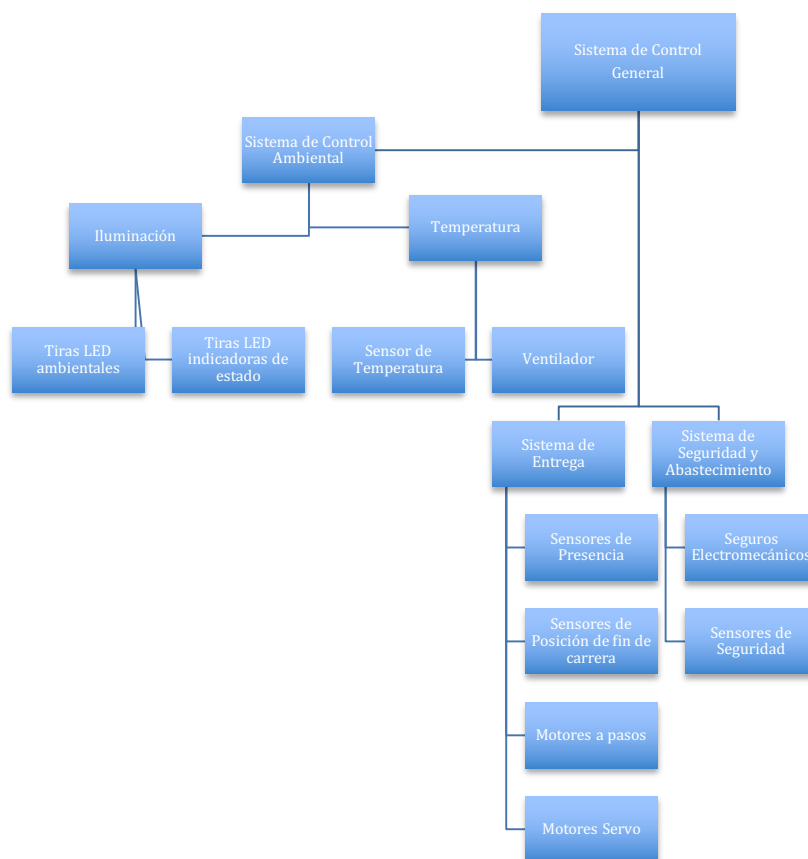 Sistema de Control
General
Sistema de Control
Ambiental
Iluminación
Temperatura
Tiras LED
ambientales
Tiras LED
indicadoras de
estado
Sensor de
Temperatura
Ventilador
Sistema de
Entrega
Sistema de
Seguridad y
Abastecimiento
Sensores de
Presencia
Seguros
Electromecánicos
Sensores de
Posición de fin de
carrera
Sensores de
Seguridad
Motores a pasos
Motores Servo